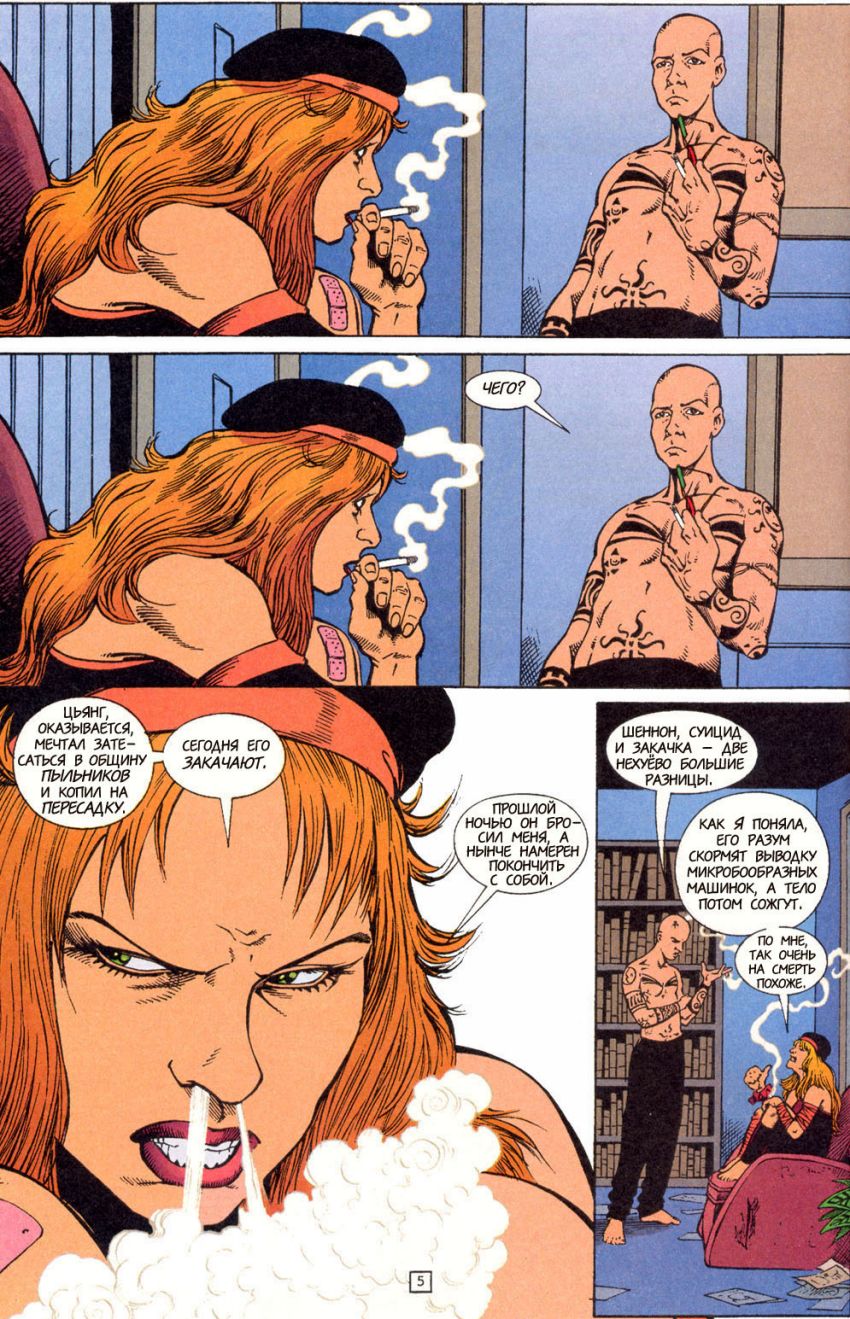 ЧЕГО?
ЦЬЯНГ,
ОКАЗЫВАЕТСЯ,
МЕЧТАЛ ЗАТЕ-
САТЬСЯ В ОБЩИНУ
ПЫЛЬНИКОВ
И КОПИЛ НА
ПЕРЕСАДКУ.
СЕГОДНЯ ЕГО
ЗАКАЧАЮТ.
ПРОШЛОЙ
НОЧЬЮ ОН БРО-
СИЛ МЕНЯ, А
НЫНЧЕ НАМЕРЕН
ПОКОНЧИТЬ
С СОБОЙ.
ШЕННОН, СУИЦИД
И ЗАКАЧКА – ДВЕ
НЕХУЁВО БОЛЬШИЕ
РАЗНИЦЫ.
КАК Я ПОНЯЛА,
ЕГО РАЗУМ
СКОРМЯТ ВЫВОДКУ
МИКРОБООБРАЗНЫХ
МАШИНОК, А ТЕЛО
ПОТОМ СОЖГУТ.
ПО МНЕ,
ТАК ОЧЕНЬ
НА СМЕРТЬ
ПОХОЖЕ.
5